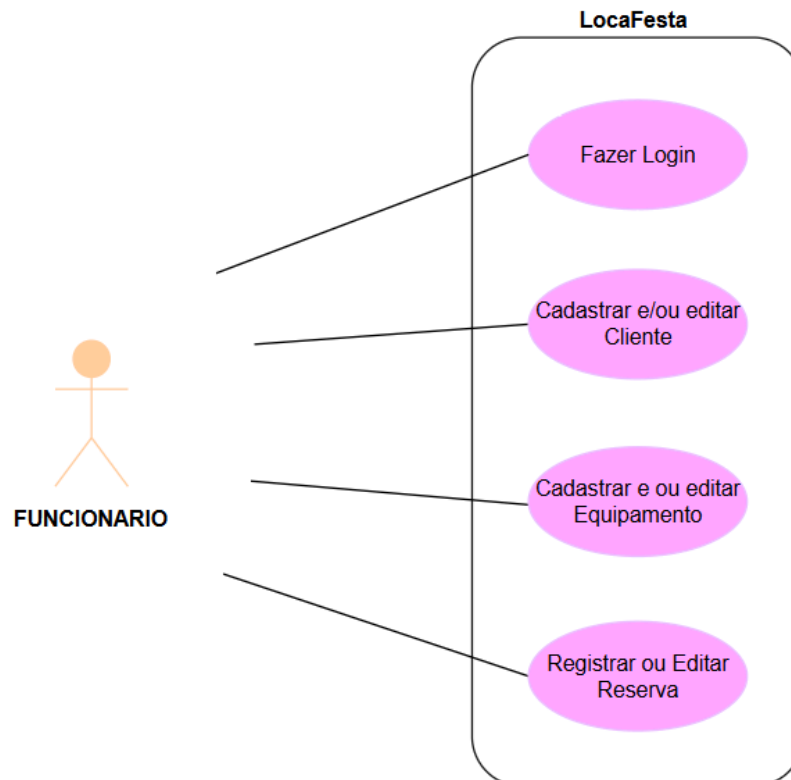 LocaFesta
Fazer Login
Cadastrar e/ou editar
Cliente
FUNCIONARIO
Cadastrar e ou editar
Equipamento
Registrar ou Editar
Reserva